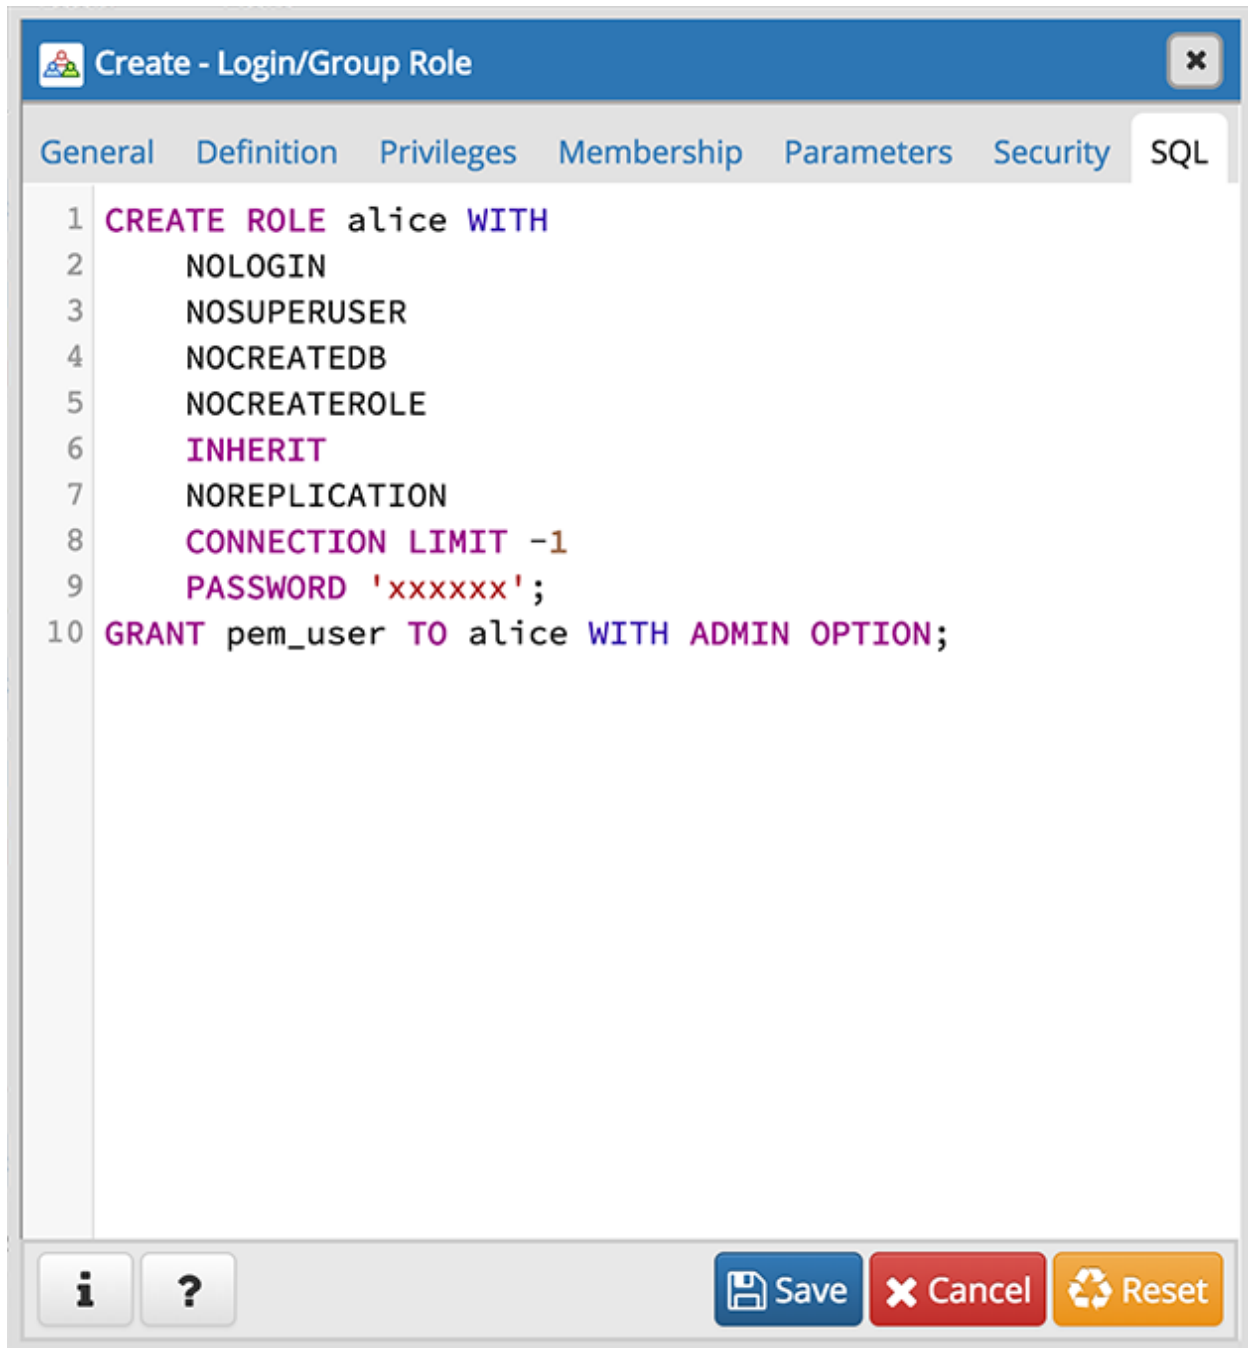 Create - Login/Group Role
General Definition Privileges Membership Parameters Security SQL
1 CREATE ROLE alice WITH
2 NOLOGIN
3 NOSUPERUSER
4 NOCREATEDB
5 NOCREATEROLE
6 INHERIT
7 NOREPLICATION
8 CONNECTION LIMIT -1
9 PASSWORD 'xxxxxx';
10 GRANT pem_user TO alice WITH ADMIN OPTION;
i ? Save Cancel Reset